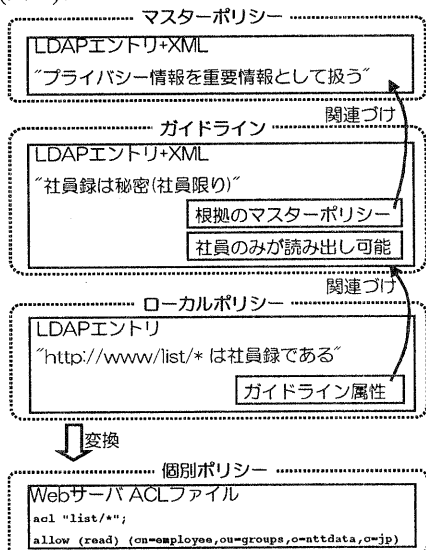 マスターポリシー
LDAPエントリ+XML
"プライバシー情報を重要情報として扱う"
関連づけ
ガイドライン
LDAPエントリ+XML
"社員録は秘密(社員限り)"
根拠のマスターポリシー
社員のみが読み出し可能
関連づけ
ローカルポリシー
LDAPエントリ
"http://www/list/* は社員録である"
ガイドライン属性
変換
個別ポリシー
Webサーバ ACLファイル
acl "list/*";
allow (read) (cn=employee,ou=groups,o=nttdata,c=jp)